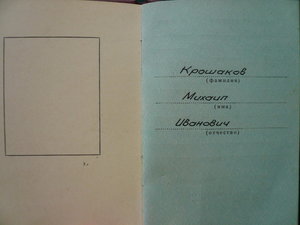 Крошаков
(фамилия)
Михаил
(имя)
Иванович
(отчество)